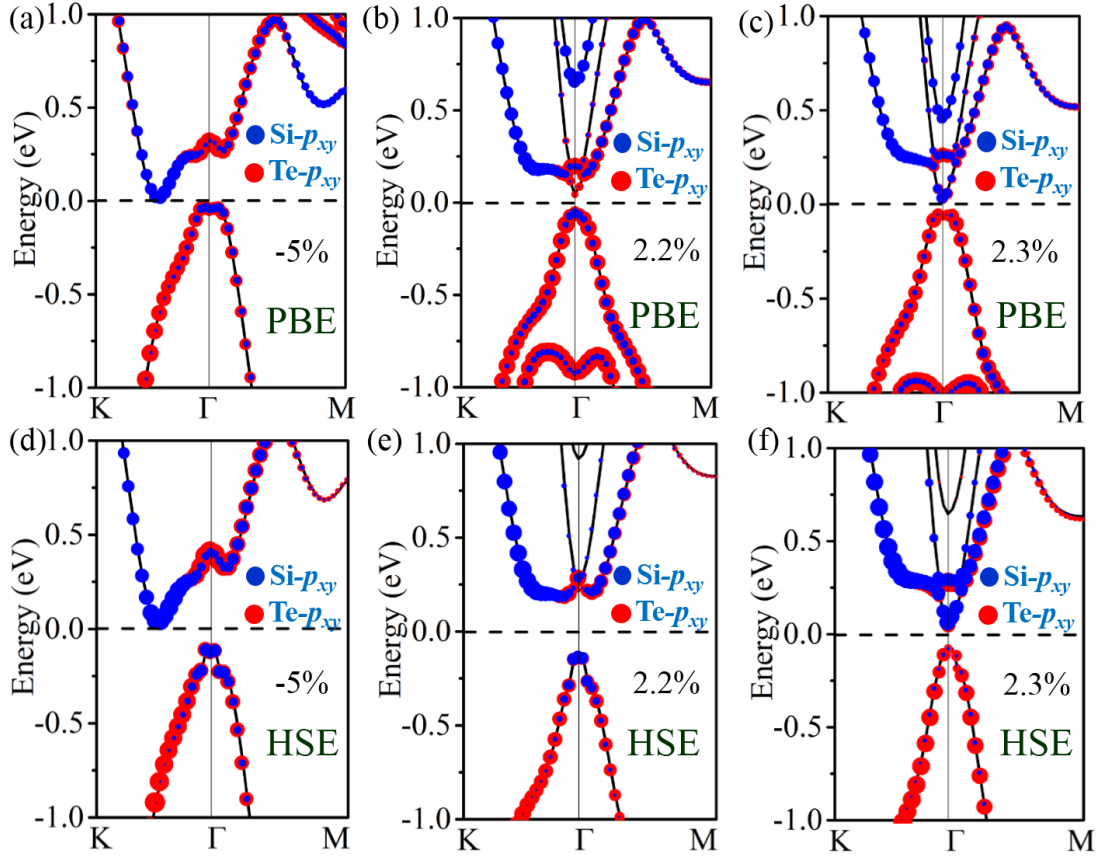 (a)
1.0
0.5
0.0
-0.5
-1.0
Energy (eV)
Si-pxy
Te-pxy
-5%
PBE
K Γ M
(b)
1.0
0.5
0.0
-0.5
-1.0
Energy (eV)
Si-pxy
Te-pxy
2.2%
PBE
K Γ M
(c)
1.0
0.5
0.0
-0.5
-1.0
Energy (eV)
Si-pxy
Te-pxy
2.3%
PBE
K Γ M
(d)
1.0
0.5
0.0
-0.5
-1.0
Energy (eV)
Si-pxy
Te-pxy
-5%
HSE
K Γ M
(e)
1.0
0.5
0.0
-0.5
-1.0
Energy (eV)
Si-pxy
Te-pxy
2.2%
HSE
K Γ M
(f)
1.0
0.5
0.0
-0.5
-1.0
Energy (eV)
Si-pxy
Te-pxy
2.3%
HSE
K Γ M